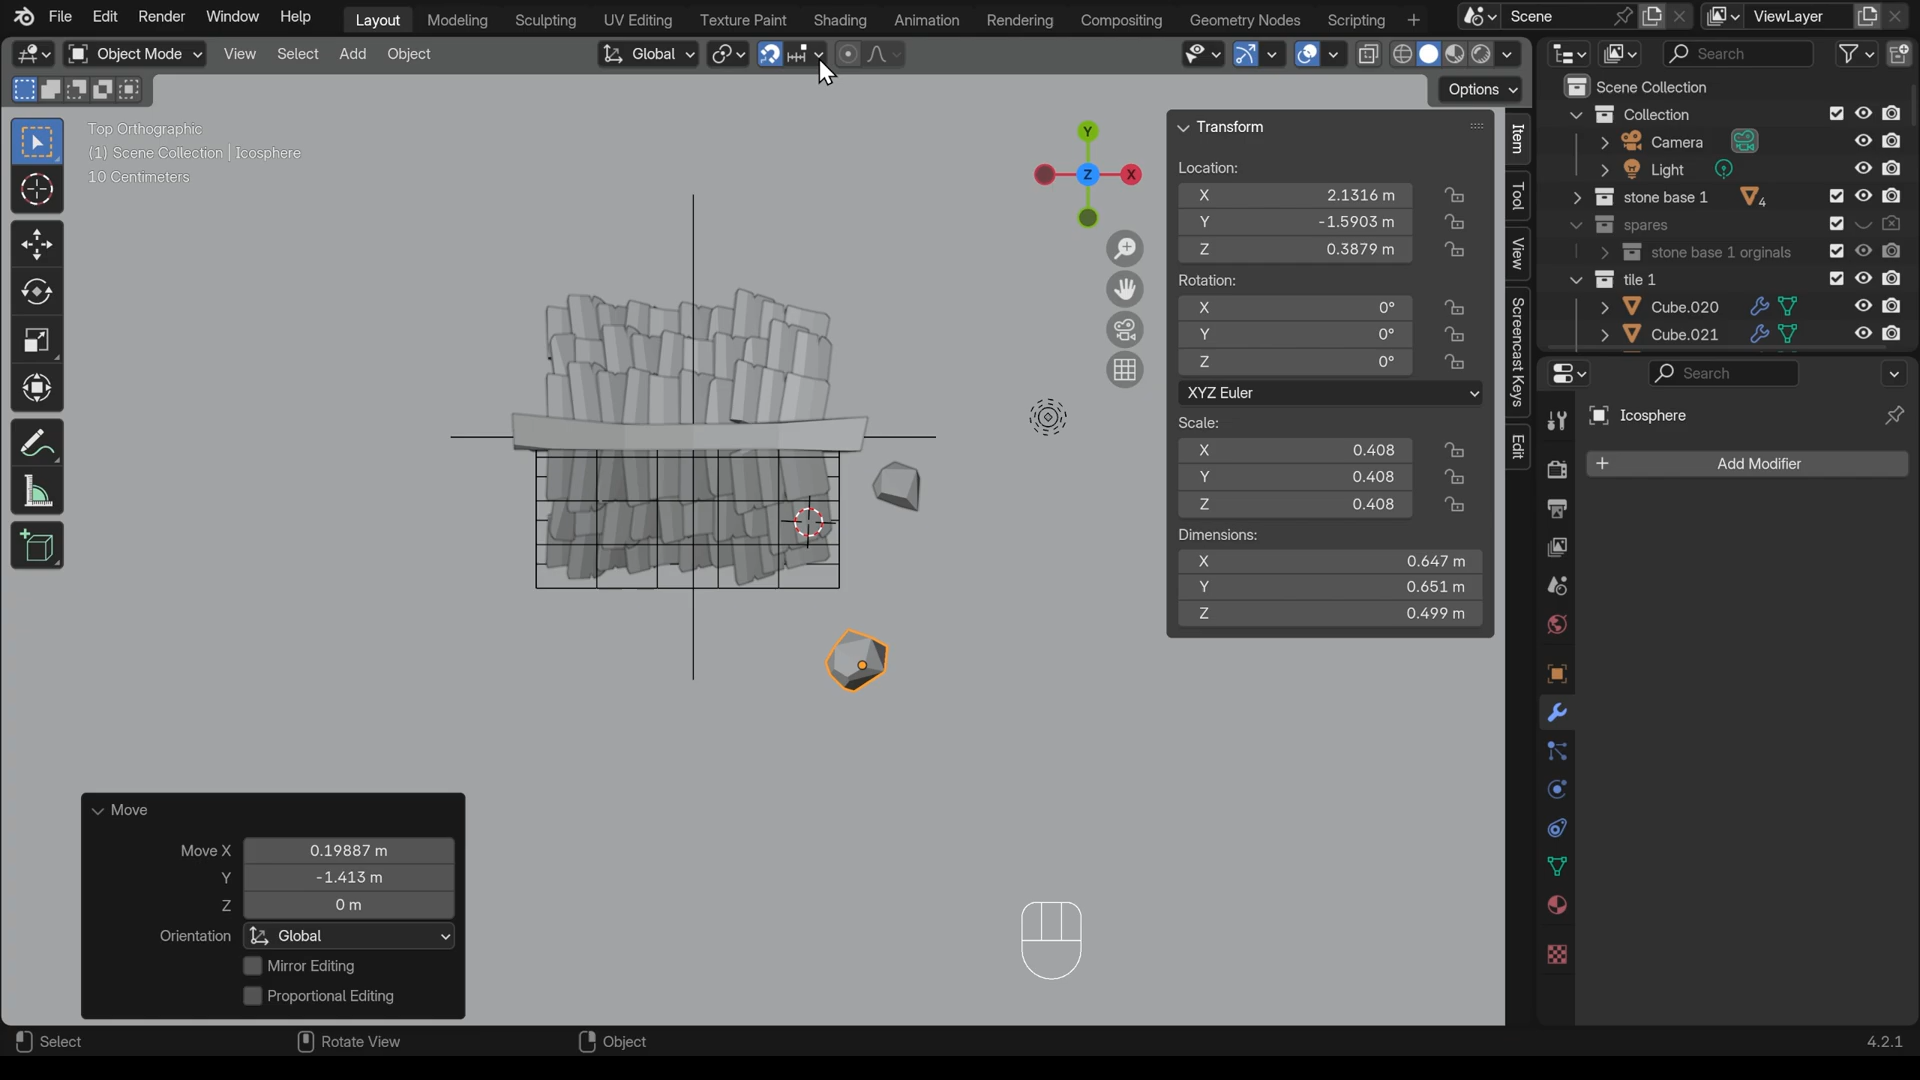 File Edit Render Window Help Layout Modeling Sculpting UV Editing Texture Paint Shading Animation Rendering Compositing Geometry Nodes Scripting + Scene ViewLayer
Object Mode View Select Add Object Global Search
Options
Top Orthographic
(1) Scene Collection | Icosphere
10 Centimeters
Y
X
Z
Transform
Location:
X 2.1316 m
Y -1.5903 m
Z 0.3879 m
Rotation:
X 0°
Y 0°
Z 0°
XYZ Euler
Scale:
X 0.408
Y 0.408
Z 0.408
Dimensions:
X 0.647 m
Y 0.651 m
Z 0.499 m
Item
Tool
View
Screencast Keys
Edit
Scene Collection
Collection
Camera
Light
stone base 1 4
spares
stone base 1 orginals
tile 1
Cube.020
Cube.021
Search
Icosphere
+ Add Modifier
Move
Move X 0.19887 m
Y -1.413 m
Z 0 m
Orientation Global
Mirror Editing
Proportional Editing
Select Rotate View Object 4.2.1